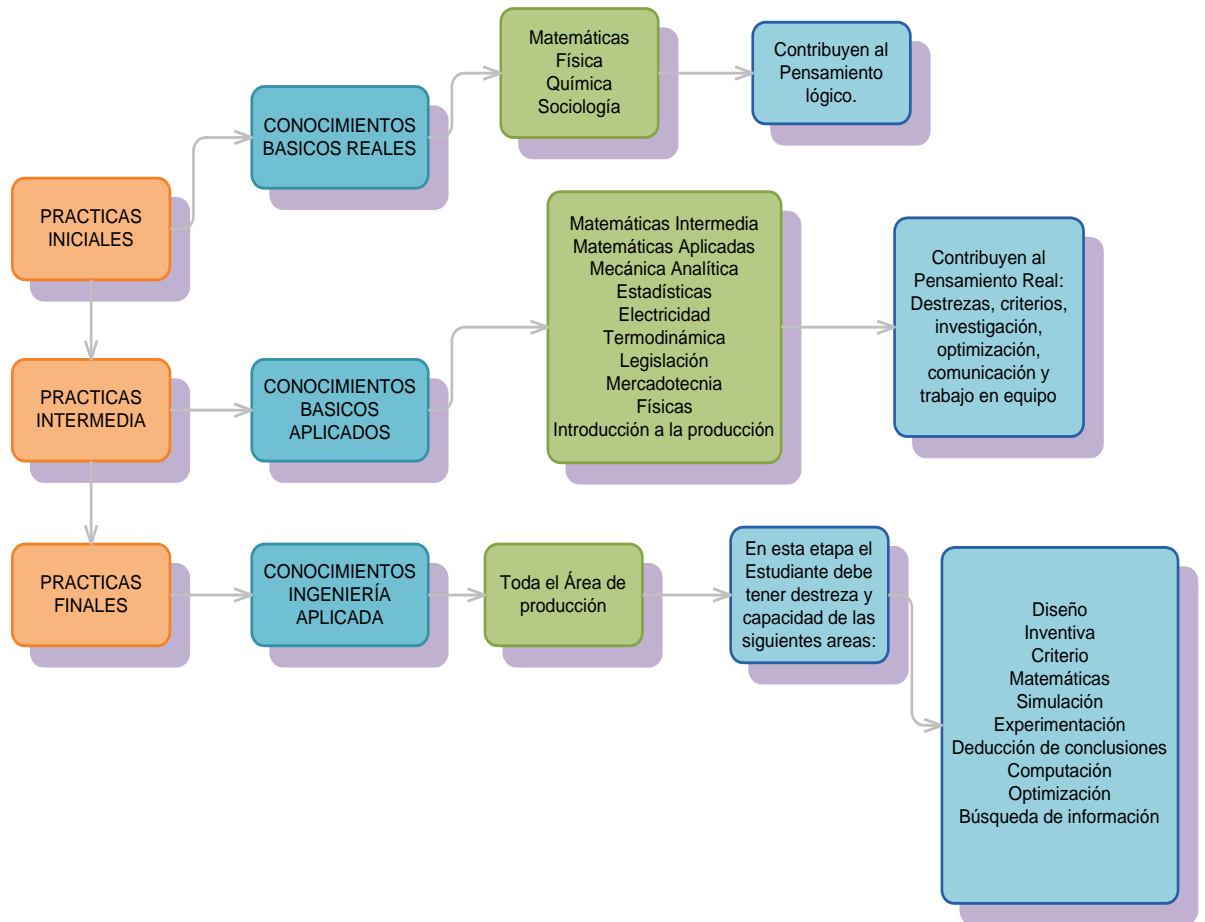 PRACTICAS
INICIALES
CONOCIMIENTOS
BASICOS REALES
Matemáticas
Física
Química
Sociología
Contribuyen al
Pensamiento
lógico.
PRACTICAS
INTERMEDIA
CONOCIMIENTOS
BASICOS
APLICADOS
Matemáticas Intermedia
Matemáticas Aplicadas
Mecánica Analítica
Estadísticas
Electricidad
Termodinámica
Legislación
Mercadotecnia
Físicas
Introducción a la producción
Contribuyen al
Pensamiento Real:
Destrezas, criterios,
investigación,
optimización,
comunicación y
trabajo en equipo
PRACTICAS
FINALES
CONOCIMIENTOS
INGENIERÍA
APLICADA
Toda el Área de
producción
En esta etapa el
Estudiante debe
tener destreza y
capacidad de las
siguientes areas:
Diseño
Inventiva
Criterio
Matemáticas
Simulación
Experimentación
Deducción de conclusiones
Computación
Optimización
Búsqueda de información